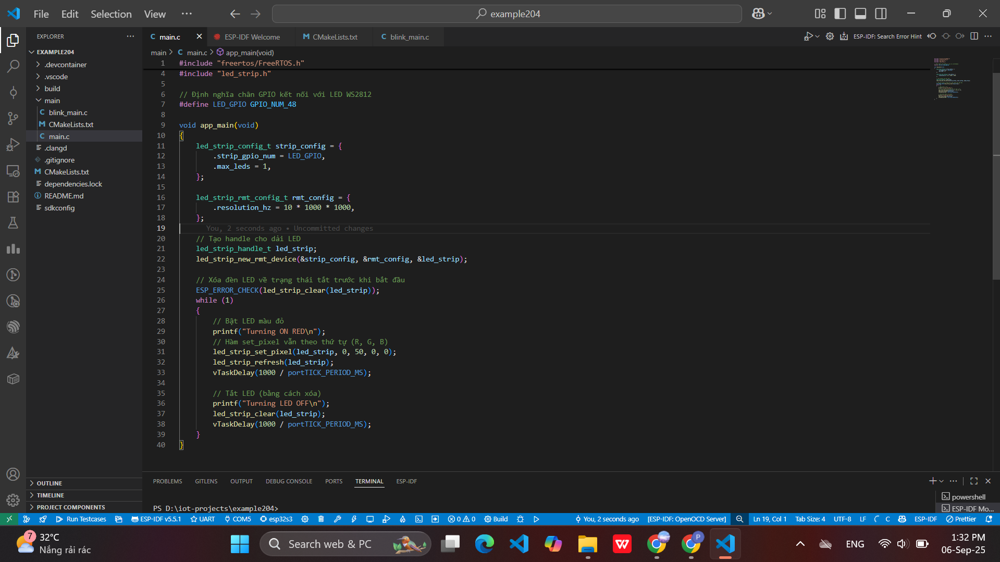 File Edit Selection View ···
example204
EXPLORER ···
main.c
ESP-IDF Welcome
CMakeLists.txt
blink_main.c
ESP-IDF: Search Error Hint
EXAMPLE204
.devcontainer
.vscode
build
main
blink_main.c
CMakeLists.txt
main.c
.clangd
.gitignore
CMakeLists.txt
dependencies.lock
README.md
sdkconfig
OUTLINE
TIMELINE
PROJECT COMPONENTS
main > C main.c > app_main(void)
1 #include "freertos/FreeRTOS.h"
4 #include "led_strip.h"
5
6 // Định nghĩa chân GPIO kết nối với LED WS2812
7 #define LED_GPIO GPIO_NUM_48
8
9 void app_main(void)
10 {
11 led_strip_config_t strip_config = {
12 .strip_gpio_num = LED_GPIO,
13 .max_leds = 1,
14 };
15
16 led_strip_rmt_config_t rmt_config = {
17 .resolution_hz = 10 * 1000 * 1000,
18 };
19 You, 2 seconds ago • Uncommitted changes
20 // Tạo handle cho dải LED
21 led_strip_handle_t led_strip;
22 led_strip_new_rmt_device(&strip_config, &rmt_config, &led_strip);
23
24 // Xóa đèn LED về trạng thái tắt trước khi bắt đầu
25 ESP_ERROR_CHECK(led_strip_clear(led_strip));
26 while (1)
27 {
28 // Bật LED màu đỏ
29 printf("Turning ON RED\n");
30 // Hàm set_pixel vẫn theo thứ tự (R, G, B)
31 led_strip_set_pixel(led_strip, 0, 50, 0, 0);
32 led_strip_refresh(led_strip);
33 vTaskDelay(1000 / portTICK_PERIOD_MS);
34
35 // Tắt LED (bằng cách xóa)
36 printf("Turning LED OFF\n");
37 led_strip_clear(led_strip);
38 vTaskDelay(1000 / portTICK_PERIOD_MS);
39 }
40 }
PROBLEMS GITLENS OUTPUT DEBUG CONSOLE PORTS TERMINAL ESP-IDF
PS D:\iot-projects\example204>
powershell
ESP-IDF Mo...
Run Testcases ESP-IDF v5.5.1 UART COM5 esp32s3 0 0 Build You, 2 seconds ago [ESP-IDF: OpenOCD Server] Ln 19, Col 1 Tab Size: 4 UTF-8 LF C ESP-IDF Prettier
7
32°C
Nắng rải rác
Search web & PC
P
ENG
1:32 PM
06-Sep-25